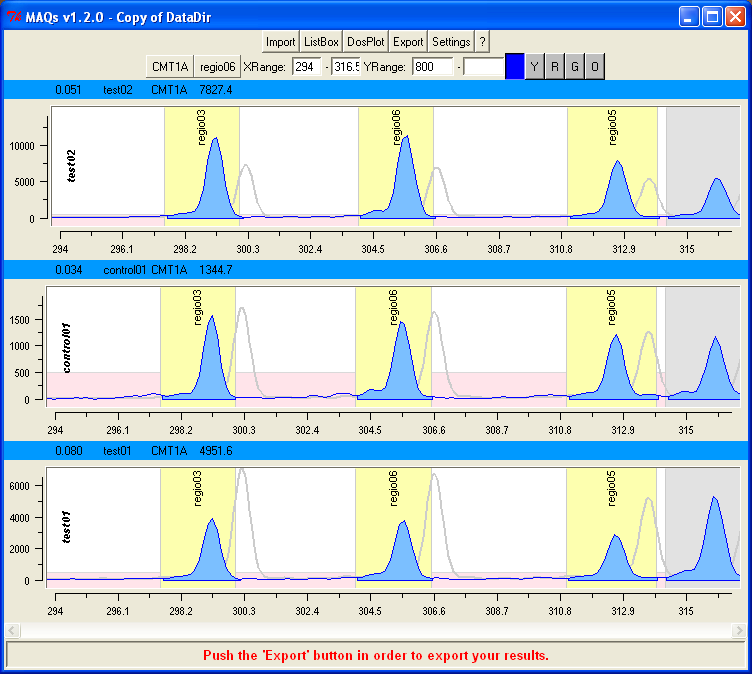 MAQs v1.2.0 - Copy of DataDir
Import ListBox DosPlot Export Settings ?
CMT1A regio06 XRange: 294 - 316.5 YRange: 800 - Y R G O
0.051 test02 CMT1A 7827.4
regio03 regio06 regio05
test02
10000
5000
0
294 296.1 298.2 300.3 302.4 304.5 306.6 308.7 310.8 312.9 315
0.034 control01 CMT1A 1344.7
regio03 regio06 regio05
control01
1500
1000
500
0
294 296.1 298.2 300.3 302.4 304.5 306.6 308.7 310.8 312.9 315
0.080 test01 CMT1A 4951.6
regio03 regio06 regio05
test01
6000
4000
2000
0
294 296.1 298.2 300.3 302.4 304.5 306.6 308.7 310.8 312.9 315
Push the 'Export' button in order to export your results.